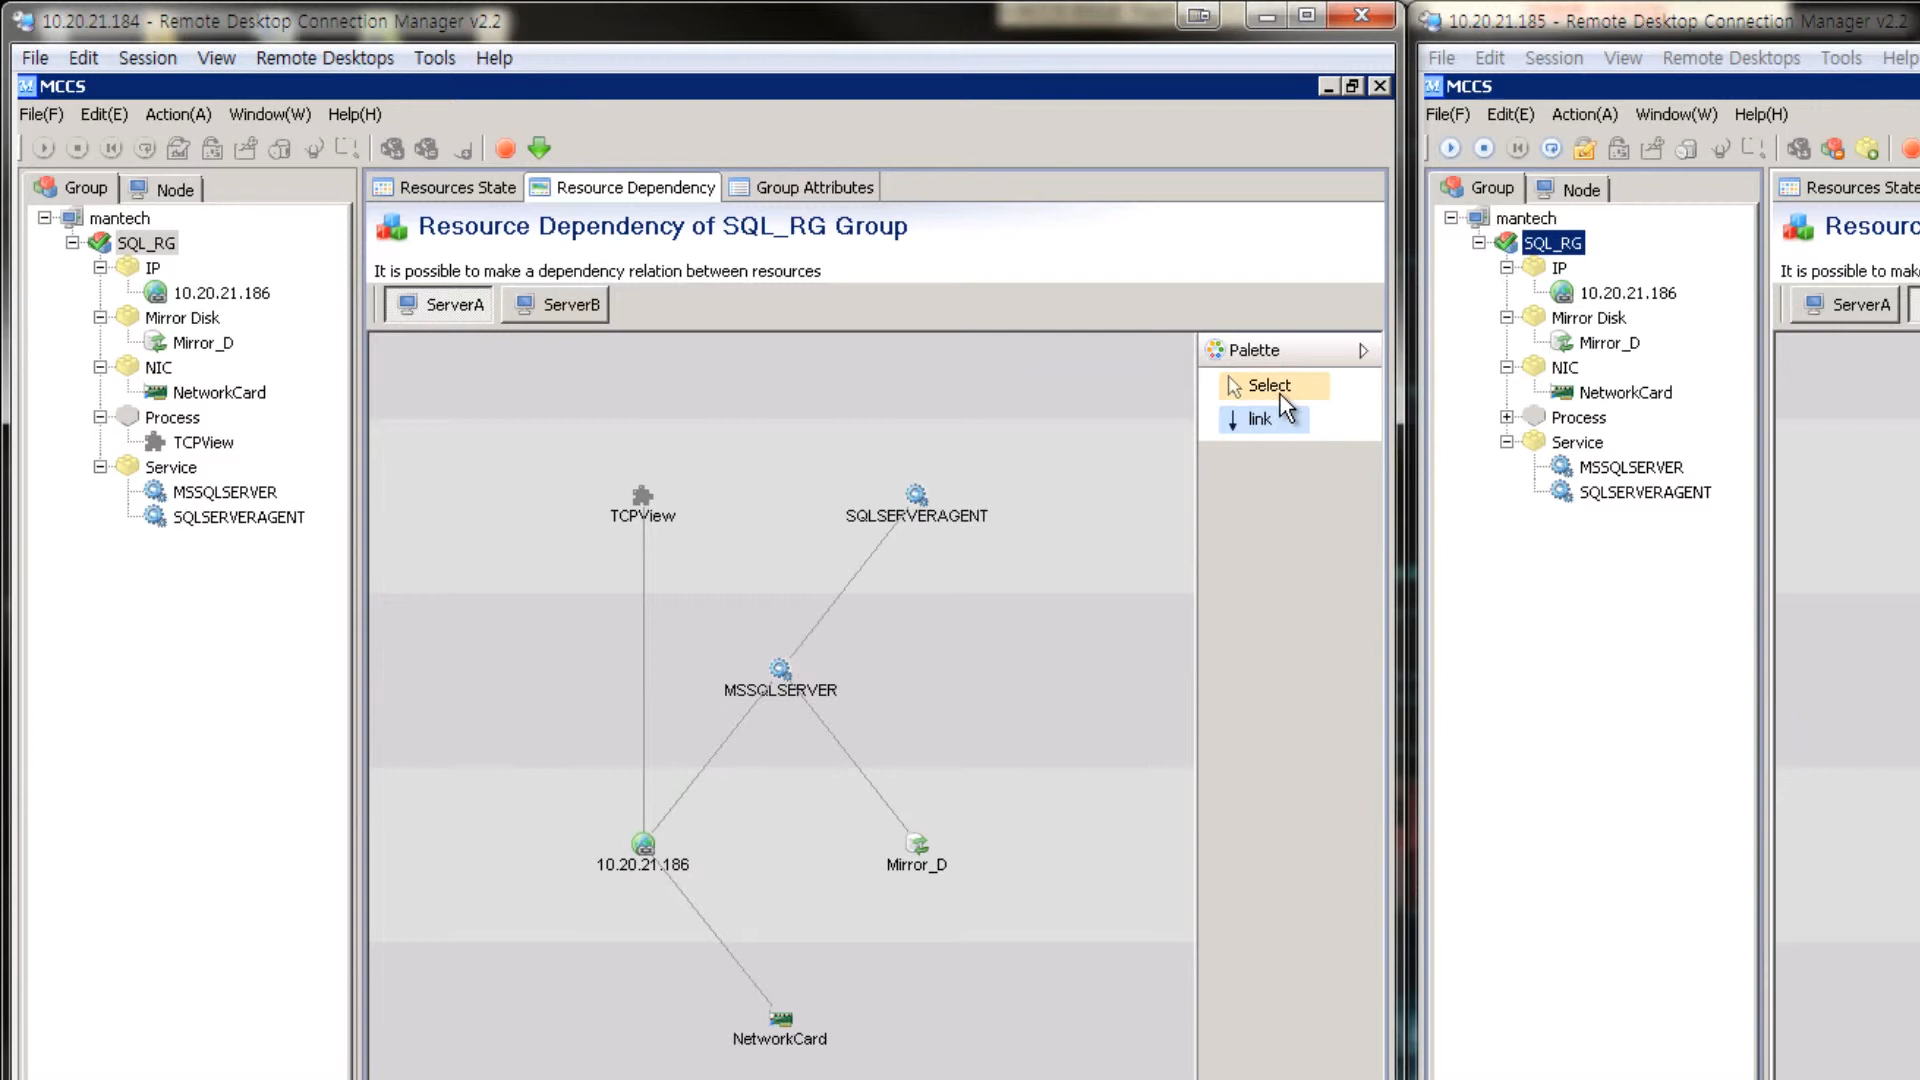 10.20.21.184 - Remote Desktop Connection Manager v2.2
File Edit Session View Remote Desktops Tools Help
MCCS
File(F) Edit(E) Action(A) Window(W) Help(H)
Group Node
mantech
SQL_RG
IP
10.20.21.186
Mirror Disk
Mirror_D
NIC
NetworkCard
Process
TCPView
Service
MSSQLSERVER
SQLSERVERAGENT
Resources State Resource Dependency Group Attributes
Resource Dependency of SQL_RG Group
It is possible to make a dependency relation between resources
ServerA ServerB
Palette
Select
link
TCPView
SQLSERVERAGENT
MSSQLSERVER
10.20.21.186
Mirror_D
NetworkCard
10.20.21.185 - Remote Desktop Connection Manager v2.2
File Edit Session View Remote Desktops Tools Help
MCCS
File(F) Edit(E) Action(A) Window(W) Help(H)
Group Node
mantech
SQL_RG
IP
10.20.21.186
Mirror Disk
Mirror_D
NIC
NetworkCard
Process
Service
MSSQLSERVER
SQLSERVERAGENT
Resources State
Resourc
It is possible to mak
ServerA